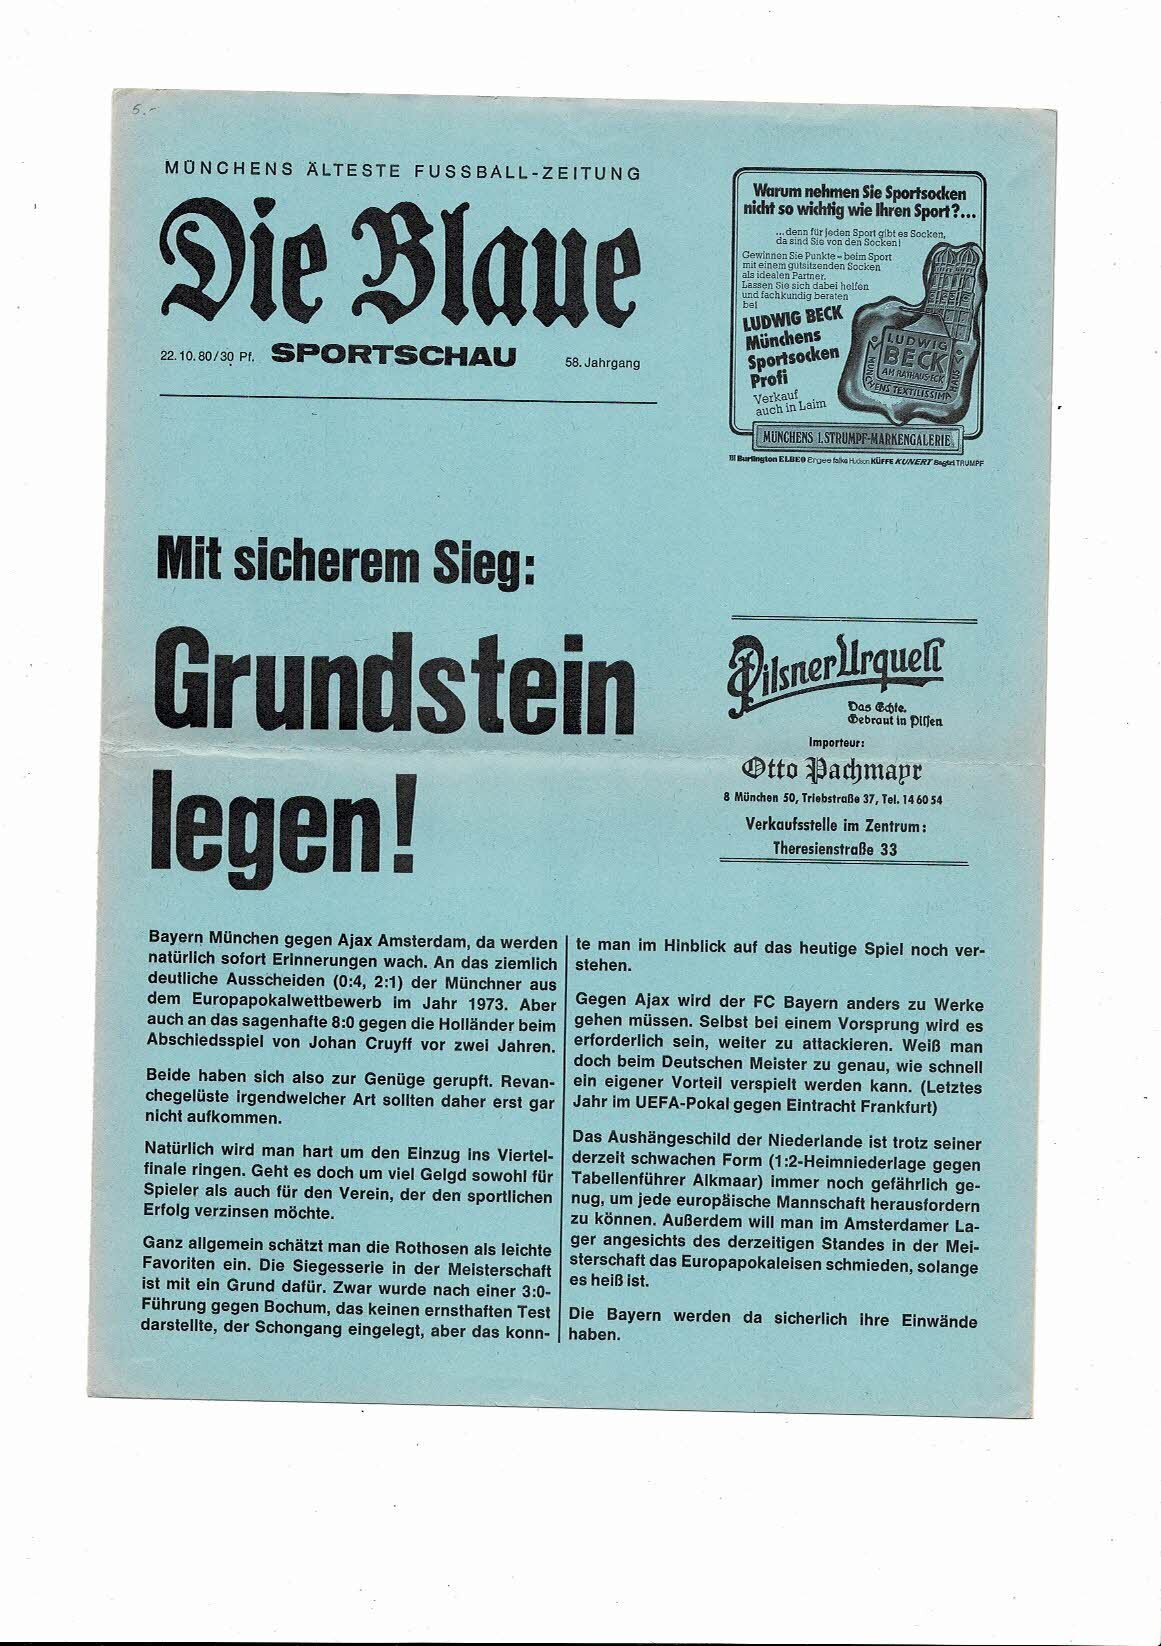 5.-
MÜNCHENS ÄLTESTE FUSSBALL-ZEITUNG
Die Blaue
22.10.80/30 Pf. SPORTSCHAU 58. Jahrgang
Warum nehmen Sie Sportsocken
nicht so wichtig wie Ihren Sport?...
...denn für jeden Sport gibt es Socken,
da sind Sie von den Socken!
Gewinnen Sie Punkte – beim Sport
mit einem gutsitzenden Socken
als idealen Partner.
Lassen Sie sich dabei helfen
und fachkundig beraten
bei
LUDWIG BECK
Münchens
Sportsocken
Profi
Verkauf
auch in Laim
LUDWIG
BECK
AM RATHAUS-ECK
MÜNCHENS TEXTILISSIMA HAUS
MÜNCHENS 1. STRUMPF-MARKENGALERIE
Burlington ELBEO Ergee falke Hudson KÜFFE KUNERT TRUMPF
Mit sicherem Sieg:
Grundstein
legen!
Pilsner Urquell
Das Echte.
Gebraut in Pilsen
Importeur:
Otto Pachmayr
8 München 50, Triebstraße 37, Tel. 14 60 54
Verkaufsstelle im Zentrum:
Theresienstraße 33
Bayern München gegen Ajax Amsterdam, da werden
natürlich sofort Erinnerungen wach. An das ziemlich
deutliche Ausscheiden (0:4, 2:1) der Münchner aus
dem Europapokalwettbewerb im Jahr 1973. Aber
auch an das sagenhafte 8:0 gegen die Holländer beim
Abschiedsspiel von Johan Cruyff vor zwei Jahren.
Beide haben sich also zur Genüge gerupft. Revan-
chegelüste irgendwelcher Art sollten daher erst gar
nicht aufkommen.
Natürlich wird man hart um den Einzug ins Viertel-
finale ringen. Geht es doch um viel Gelgd sowohl für
Spieler als auch für den Verein, der den sportlichen
Erfolg verzinsen möchte.
Ganz allgemein schätzt man die Rothosen als leichte
Favoriten ein. Die Siegesserie in der Meisterschaft
ist mit ein Grund dafür. Zwar wurde nach einer 3:0-
Führung gegen Bochum, das keinen ernsthaften Test
darstellte, der Schongang eingelegt, aber das konn-
te man im Hinblick auf das heutige Spiel noch ver-
stehen.
Gegen Ajax wird der FC Bayern anders zu Werke
gehen müssen. Selbst bei einem Vorsprung wird es
erforderlich sein, weiter zu attackieren. Weiß man
doch beim Deutschen Meister zu genau, wie schnell
ein eigener Vorteil verspielt werden kann. (Letztes
Jahr im UEFA-Pokal gegen Eintracht Frankfurt)
Das Aushängeschild der Niederlande ist trotz seiner
derzeit schwachen Form (1:2-Heimniederlage gegen
Tabellenführer Alkmaar) immer noch gefährlich ge-
nug, um jede europäische Mannschaft herausfordern
zu können. Außerdem will man im Amsterdamer La-
ger angesichts des derzeitigen Standes in der Mei-
sterschaft das Europapokaleisen schmieden, solange
es heiß ist.
Die Bayern werden da sicherlich ihre Einwände
haben.